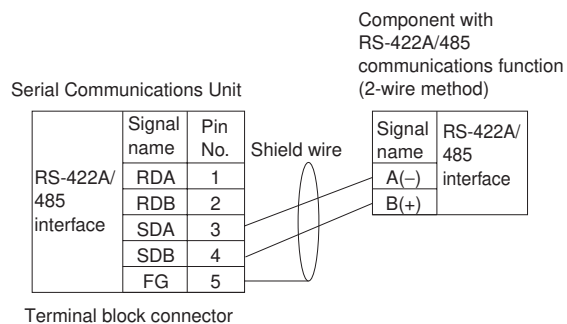 Component with
RS-422A/485
communications function
(2-wire method)
Serial Communications Unit
Signal name Pin No.
Shield wire
RS-422A/485 interface
RDA 1
RDB 2
SDA 3
SDB 4
FG 5
Signal name
RS-422A/485 interface
A(−)
B(+)
Terminal block connector